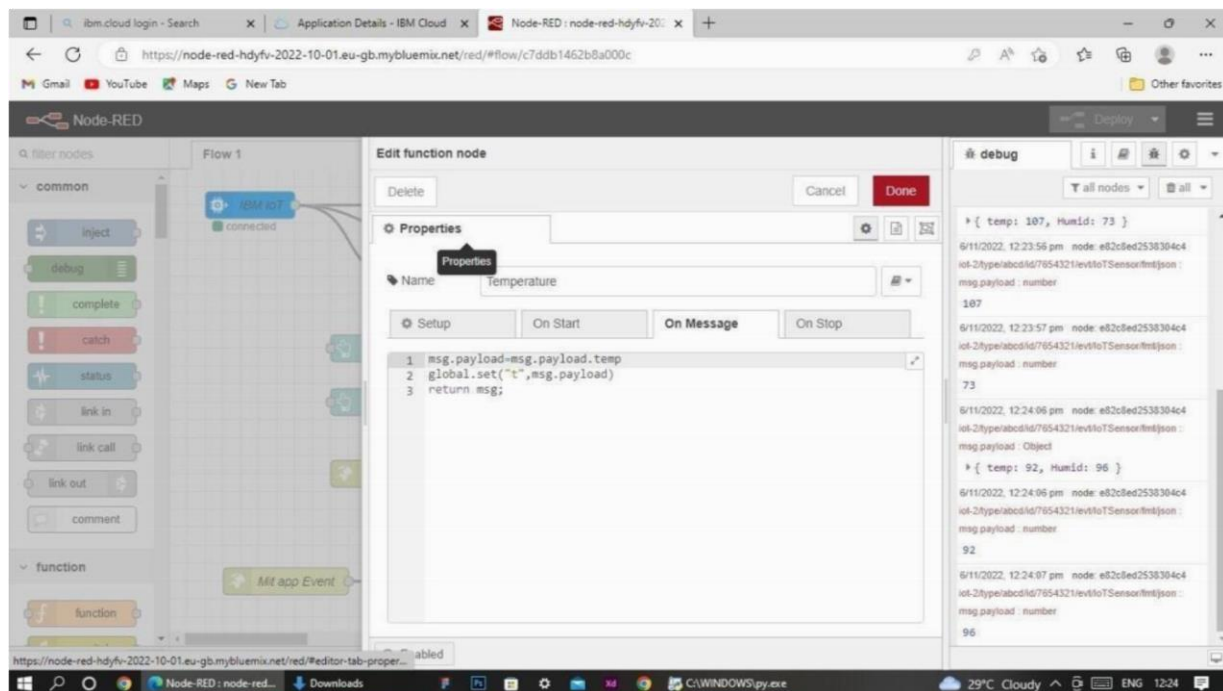 ibm.cloud login - Search
Application Details - IBM Cloud
Node-RED : node-red-hdyfv-202
https://node-red-hdyfv-2022-10-01.eu-gb.mybluemix.net/red/#flow/c7ddb1462b8a000c
Gmail YouTube Maps G New Tab Other favorites
Node-RED Deploy
filter nodes
Flow 1
Edit function node
debug
common
Delete Cancel Done
all nodes all
IBM IoT
connected
inject
Properties
Properties
debug
Name Temperature
complete
Setup On Start On Message On Stop
catch
1 msg.payload=msg.payload.temp
2 global.set("t",msg.payload)
3 return msg;
status
link in
link call
link out
comment
function
Mit app Event
function
Enabled
{ temp: 107, Humid: 73 }
6/11/2022, 12:23:56 pm node: e82c8ed2538304c4
iot-2/type/abcd/id/7654321/evt/IoTSensor/fmt/json :
msg.payload : number
107
6/11/2022, 12:23:57 pm node: e82c8ed2538304c4
iot-2/type/abcd/id/7654321/evt/IoTSensor/fmt/json :
msg.payload : number
73
6/11/2022, 12:24:06 pm node: e82c8ed2538304c4
iot-2/type/abcd/id/7654321/evt/IoTSensor/fmt/json :
msg.payload : Object
{ temp: 92, Humid: 96 }
6/11/2022, 12:24:06 pm node: e82c8ed2538304c4
iot-2/type/abcd/id/7654321/evt/IoTSensor/fmt/json :
msg.payload : number
92
6/11/2022, 12:24:07 pm node: e82c8ed2538304c4
iot-2/type/abcd/id/7654321/evt/IoTSensor/fmt/json :
msg.payload : number
96
https://node-red-hdyfv-2022-10-01.eu-gb.mybluemix.net/red/#editor-tab-proper...
Node-RED : node-red... Downloads C:\WINDOWS\py.exe 29°C Cloudy ENG 12:24